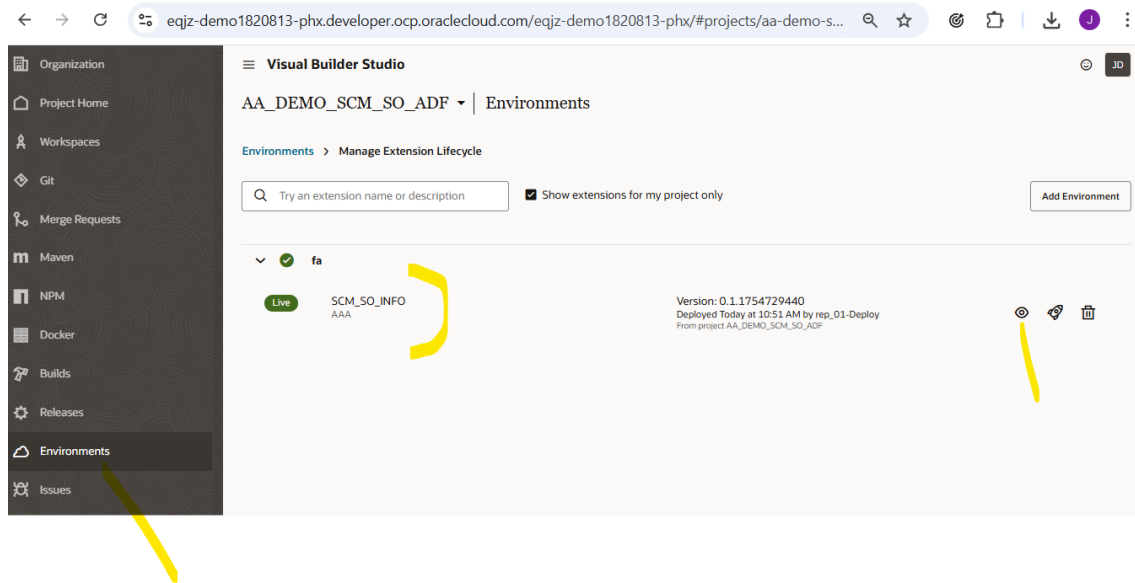 eqjz-demo1820813-phx.developer.ocp.oraclecloud.com/eqjz-demo1820813-phx/#projects/aa-demo-s...
J
Organization
Project Home
Workspaces
Git
Merge Requests
Maven
NPM
Docker
Builds
Releases
Environments
Issues
Visual Builder Studio
JD
AA_DEMO_SCM_SO_ADF Environments
Environments > Manage Extension Lifecycle
Try an extension name or description
Show extensions for my project only
Add Environment
fa
Live
SCM_SO_INFO
AAA
Version: 0.1.1754729440
Deployed Today at 10:51 AM by rep_01-Deploy
From project AA_DEMO_SCM_SO_ADF